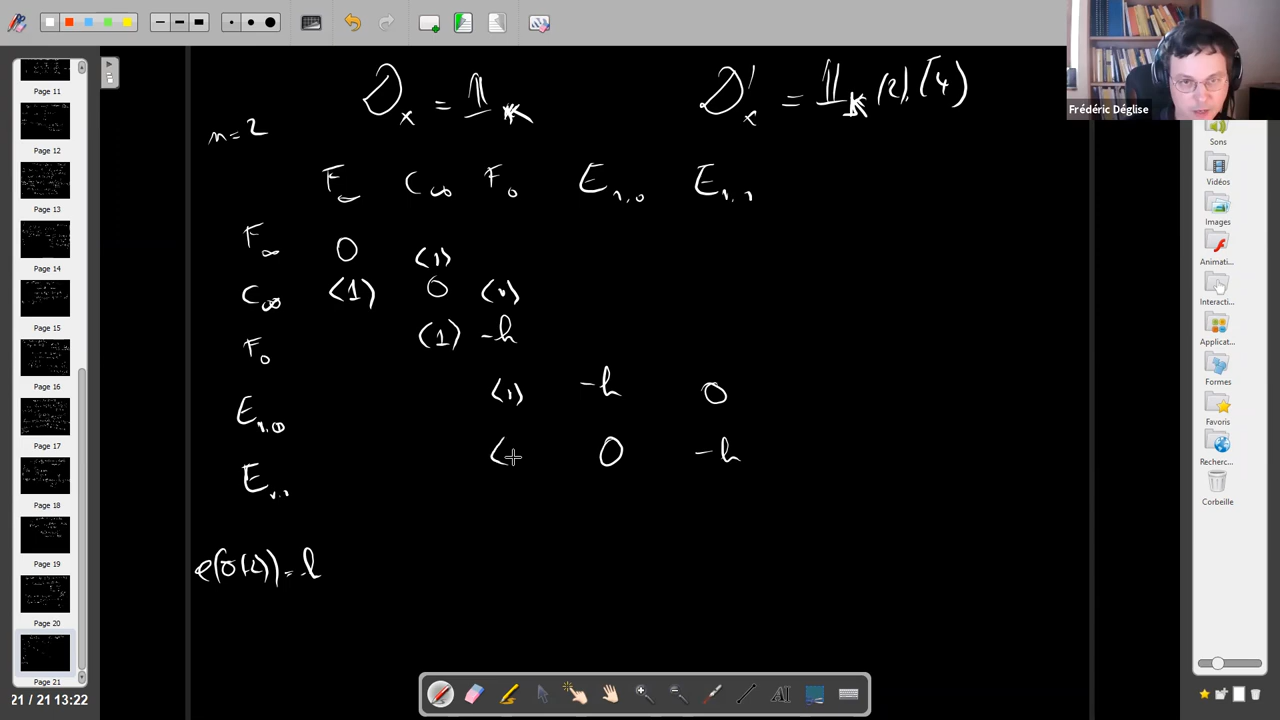 Frédéric Déglise
𝒟ₓ = 𝟙_K    𝒟'ₓ = 𝟙_K (2)[4]
n=2
F_∞ C_∞ F_0 E_{1,0} E_{1,1}
F_∞ 0 ⟨1⟩
C_∞ ⟨1⟩ 0 ⟨1⟩
F_0 ⟨1⟩ -h
E_{1,0} ⟨1⟩ -h 0
E_{1,1} ⟨ 0 -h
e(O(2)) = h
Page 11
Page 12
Page 13
Page 14
Page 15
Page 16
Page 17
Page 18
Page 19
Page 20
Page 21
21 / 21 13:22
Sons
Vidéos
Images
Animati...
Interacti...
Applicat...
Formes
Favoris
Recherc...
Corbeille
AI